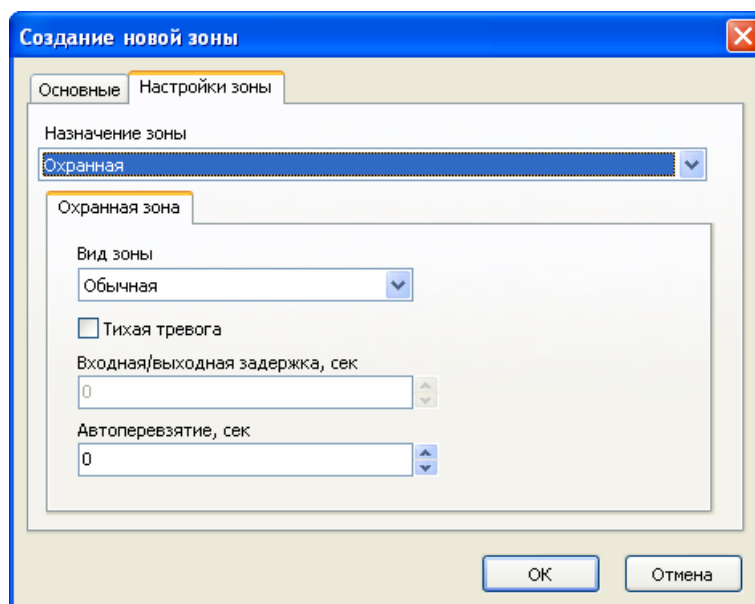 Создание новой зоны
Основные Настройки зоны
Назначение зоны
Охранная
Охранная зона
Вид зоны
Обычная
Тихая тревога
Входная/выходная задержка, сек
0
Автоперевзятие, сек
0
ОК Отмена